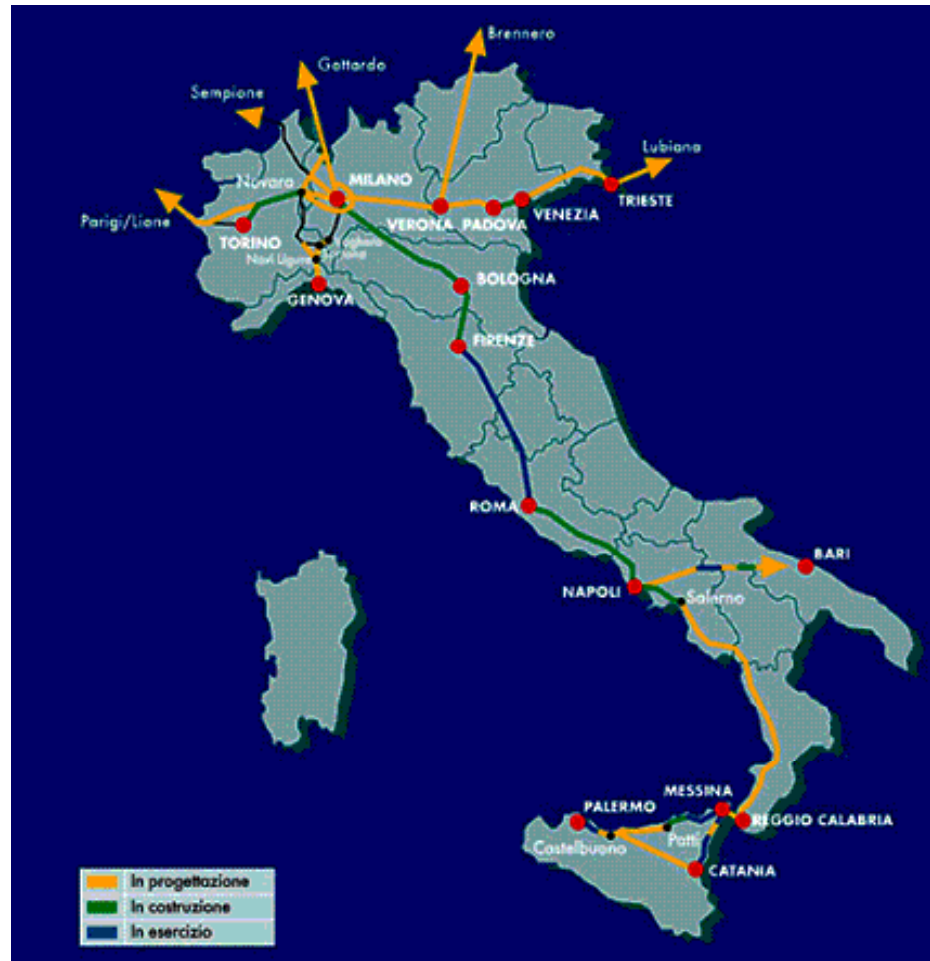 Brennero
Gottardo
Sempione
Lubiana
Novara
MILANO
Parigi/Lione
TORINO
VERONA
PADOVA
VENEZIA
TRIESTE
Novi Ligure
GENOVA
BOLOGNA
FIRENZE
ROMA
BARI
NAPOLI
Salerno
MESSINA
PALERMO
REGGIO CALABRIA
Patti
Castelbuono
CATANIA
In progettazione
In costruzione
In esercizio